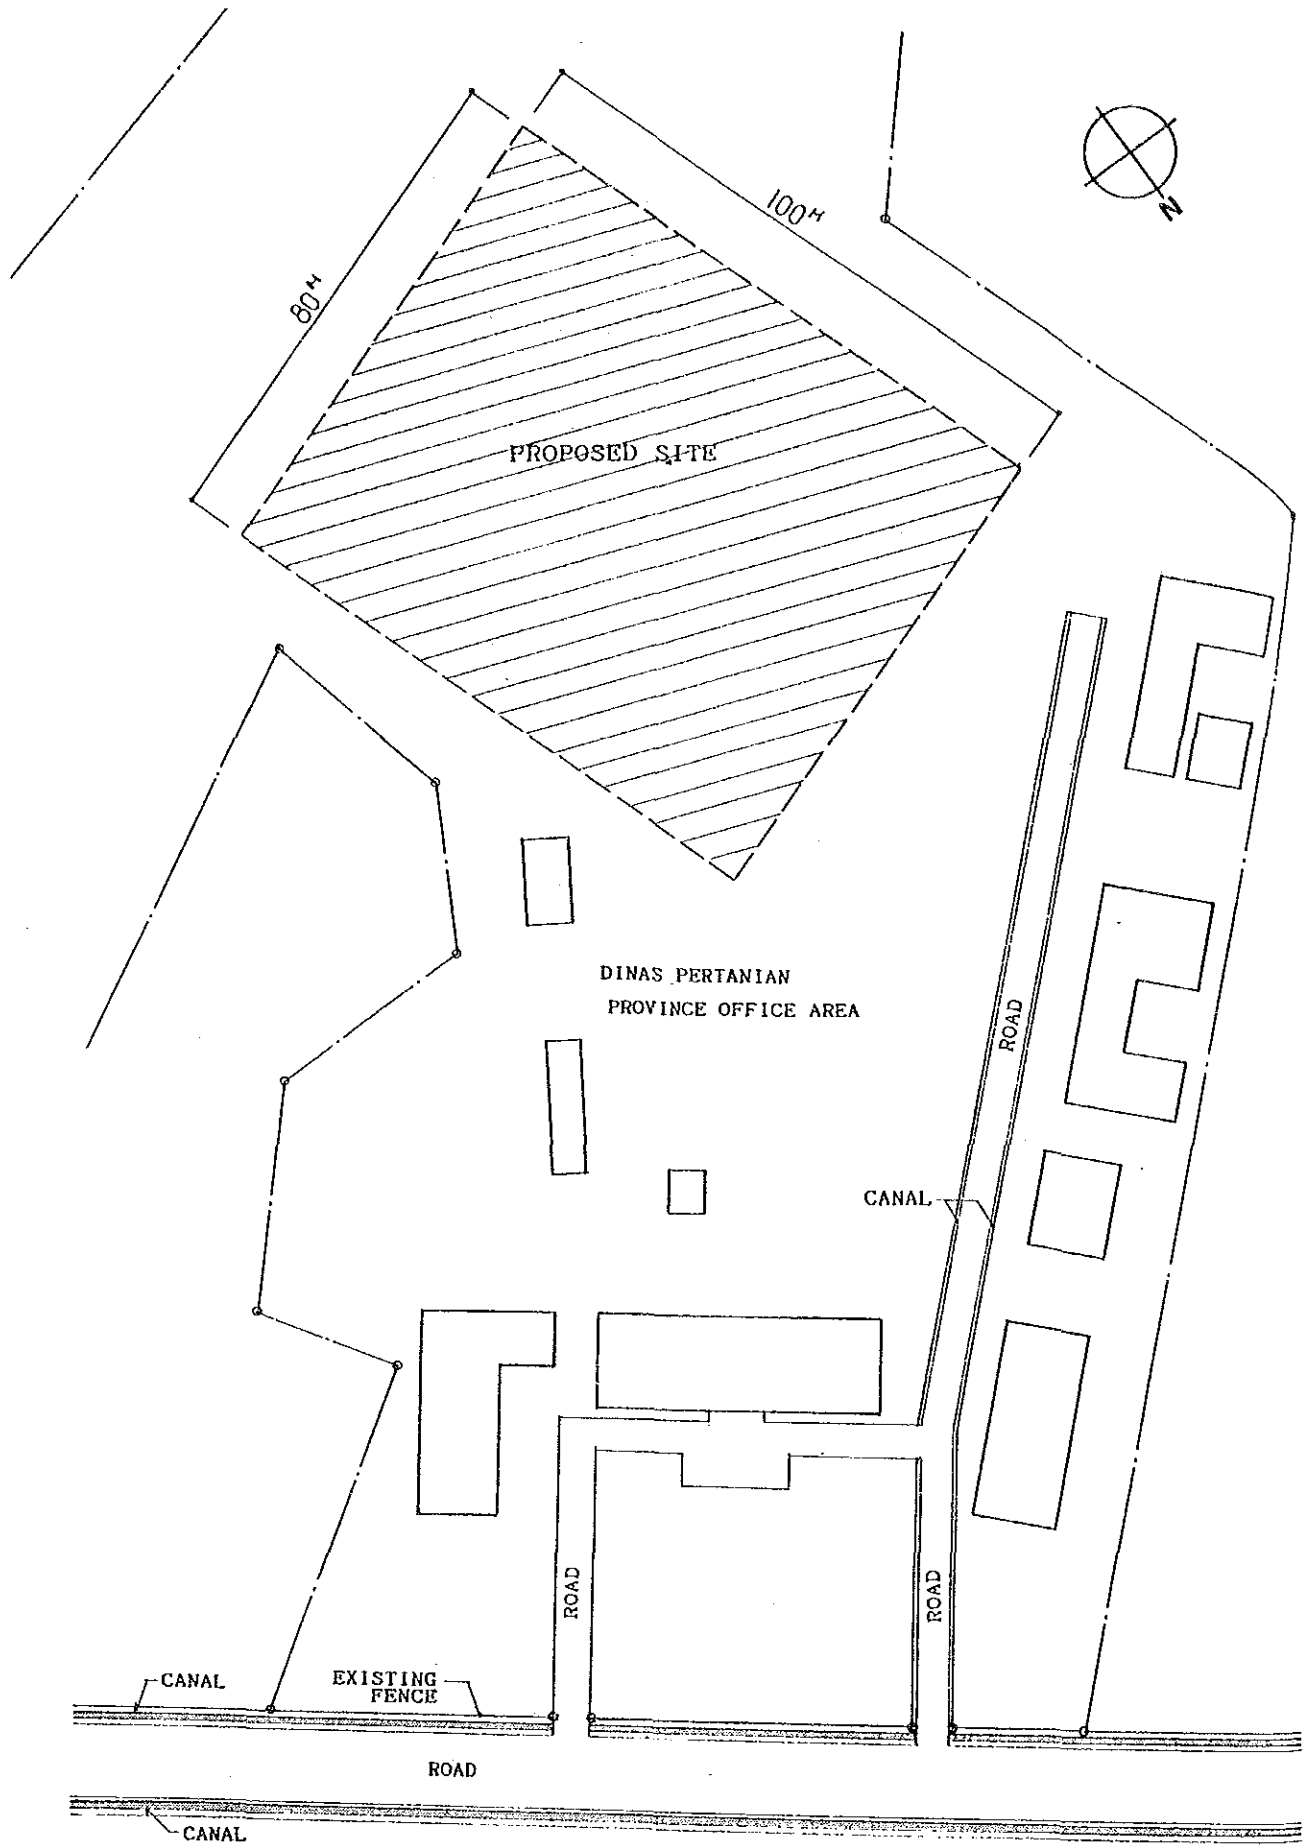 N
100M
80M
PROPOSED SITE
DINAS PERTANIAN
PROVINCE OFFICE AREA
ROAD
CANAL
ROAD
ROAD
CANAL
EXISTING
FENCE
ROAD
CANAL